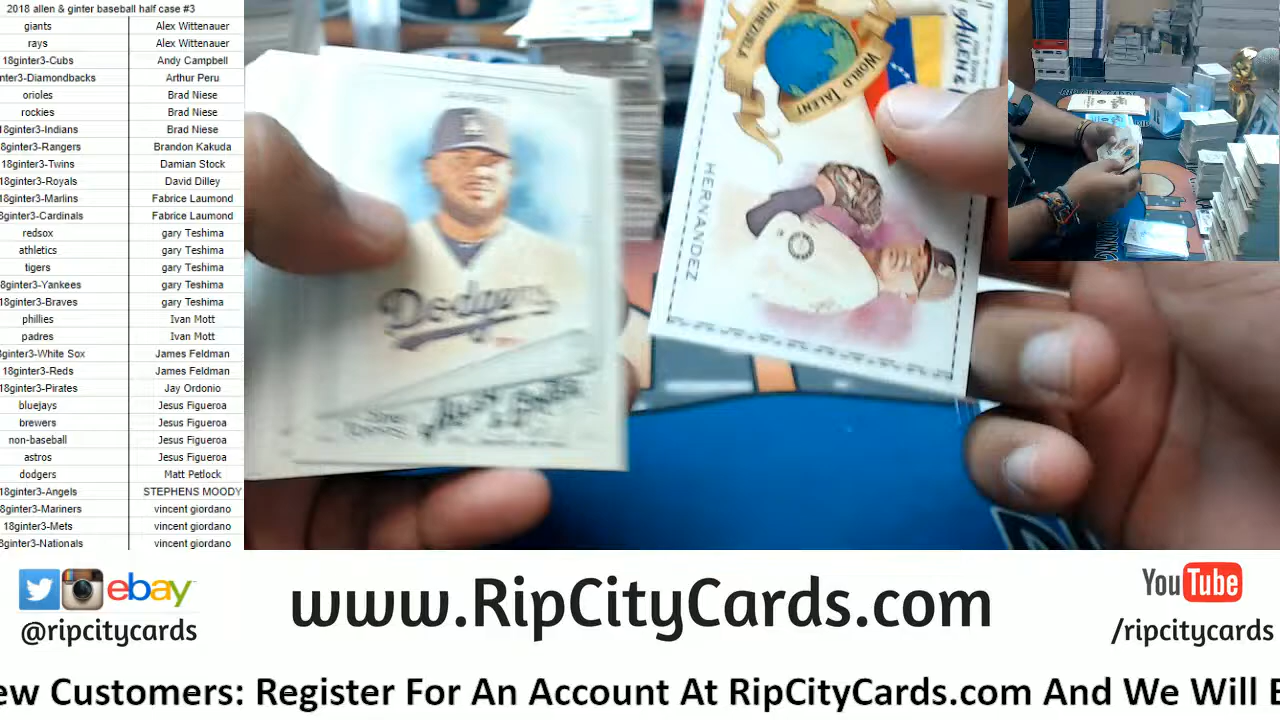 2018 allen & ginter baseball half case #3
giants Alex Wittenauer
rays Alex Wittenauer
18ginter3-Cubs Andy Campbell
nter3-Diamondbacks Arthur Peru
orioles Brad Niese
rockies Brad Niese
18ginter3-Indians Brad Niese
8ginter3-Rangers Brandon Kakuda
18ginter3-Twins Damian Stock
18ginter3-Royals David Dilley
18ginter3-Marlins Fabrice Laumond
8ginter3-Cardinals Fabrice Laumond
redsox gary Teshima
athletics gary Teshima
tigers gary Teshima
8ginter3-Yankees gary Teshima
18ginter3-Braves gary Teshima
phillies Ivan Mott
padres Ivan Mott
ginter3-White Sox James Feldman
18ginter3-Reds James Feldman
18ginter3-Pirates Jay Ordonio
bluejays Jesus Figueroa
brewers Jesus Figueroa
non-baseball Jesus Figueroa
astros Jesus Figueroa
dodgers Matt Petlock
18ginter3-Angels STEPHENS MOODY
8ginter3-Mariners vincent giordano
18ginter3-Mets vincent giordano
ginter3-Nationals vincent giordano
Dodgers
VENEZUELA
WORLD TALENT
HERNANDEZ
ebay
@ripcitycards
www.RipCityCards.com
YouTube
/ripcitycards
ew Customers: Register For An Account At RipCityCards.com And We Will